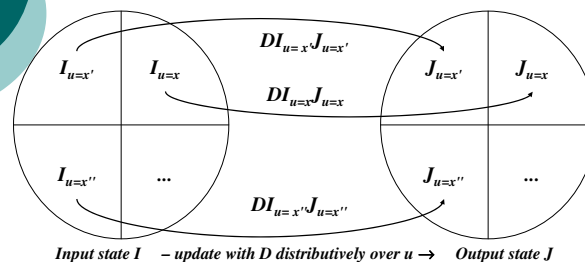 DI_{u=x'}J_{u=x'}
I_{u=x'} I_{u=x} J_{u=x'} J_{u=x}
DI_{u=x}J_{u=x}
I_{u=x''} ... J_{u=x''} ...
DI_{u=x''}J_{u=x''}
Input state I – update with D distributively over u → Output state J